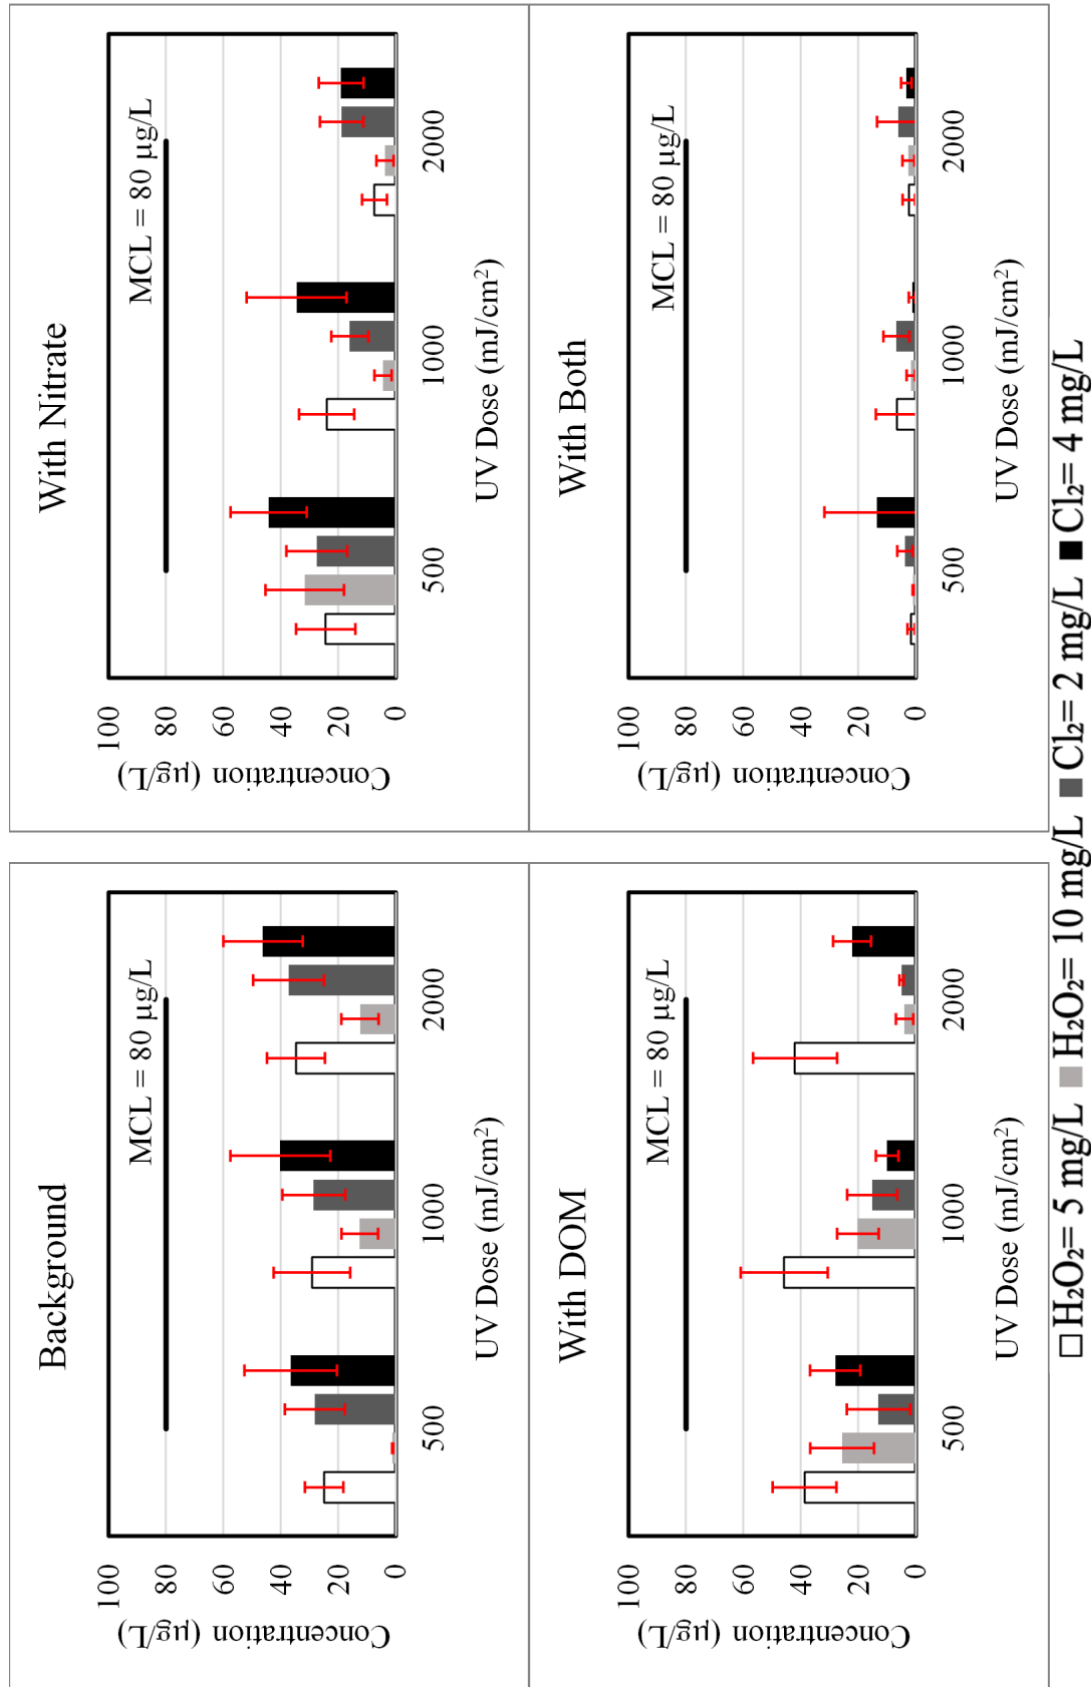 Background
Concentration (µg/L)
100
80
60
40
20
0
MCL = 80 µg/L
500
1000
2000
UV Dose (mJ/cm²)
With Nitrate
Concentration (µg/L)
100
80
60
40
20
0
MCL = 80 µg/L
500
1000
2000
UV Dose (mJ/cm²)
With DOM
Concentration (µg/L)
100
80
60
40
20
0
MCL = 80 µg/L
500
1000
2000
UV Dose (mJ/cm²)
With Both
Concentration (µg/L)
100
80
60
40
20
0
MCL = 80 µg/L
500
1000
2000
UV Dose (mJ/cm²)
H₂O₂= 5 mg/L H₂O₂= 10 mg/L Cl₂= 2 mg/L Cl₂= 4 mg/L